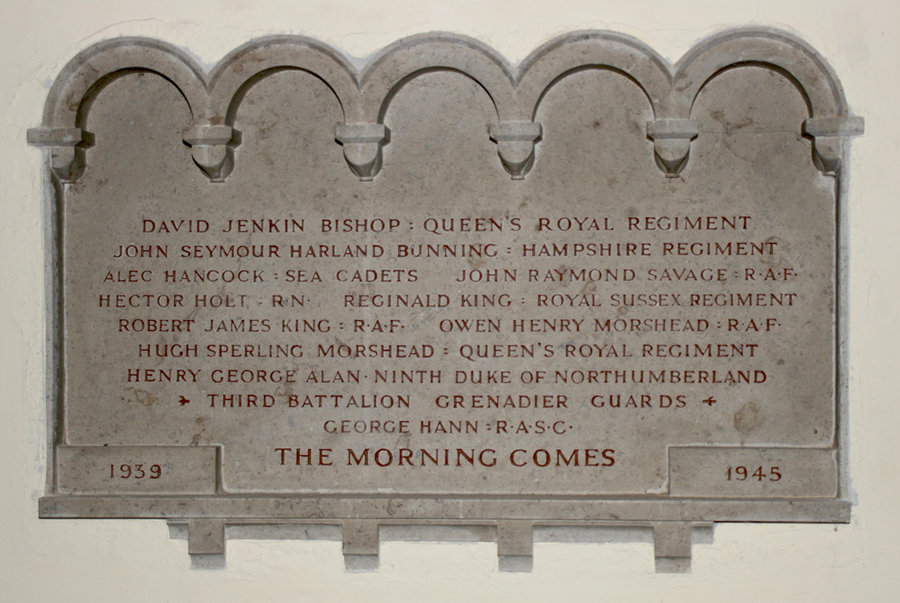 DAVID JENKIN BISHOP : QUEEN'S ROYAL REGIMENT
JOHN SEYMOUR HARLAND BUNNING : HAMPSHIRE REGIMENT
ALEC HANCOCK : SEA CADETS JOHN RAYMOND SAVAGE : R·A·F·
HECTOR HOLT : R·N· REGINALD KING : ROYAL SUSSEX REGIMENT
ROBERT JAMES KING : R·A·F· OWEN HENRY MORSHEAD : R·A·F·
HUGH SPERLING MORSHEAD : QUEEN'S ROYAL REGIMENT
HENRY GEORGE ALAN · NINTH DUKE OF NORTHUMBERLAND
THIRD BATTALION GRENADIER GUARDS
GEORGE HANN : R·A·S·C·
THE MORNING COMES
1939 1945